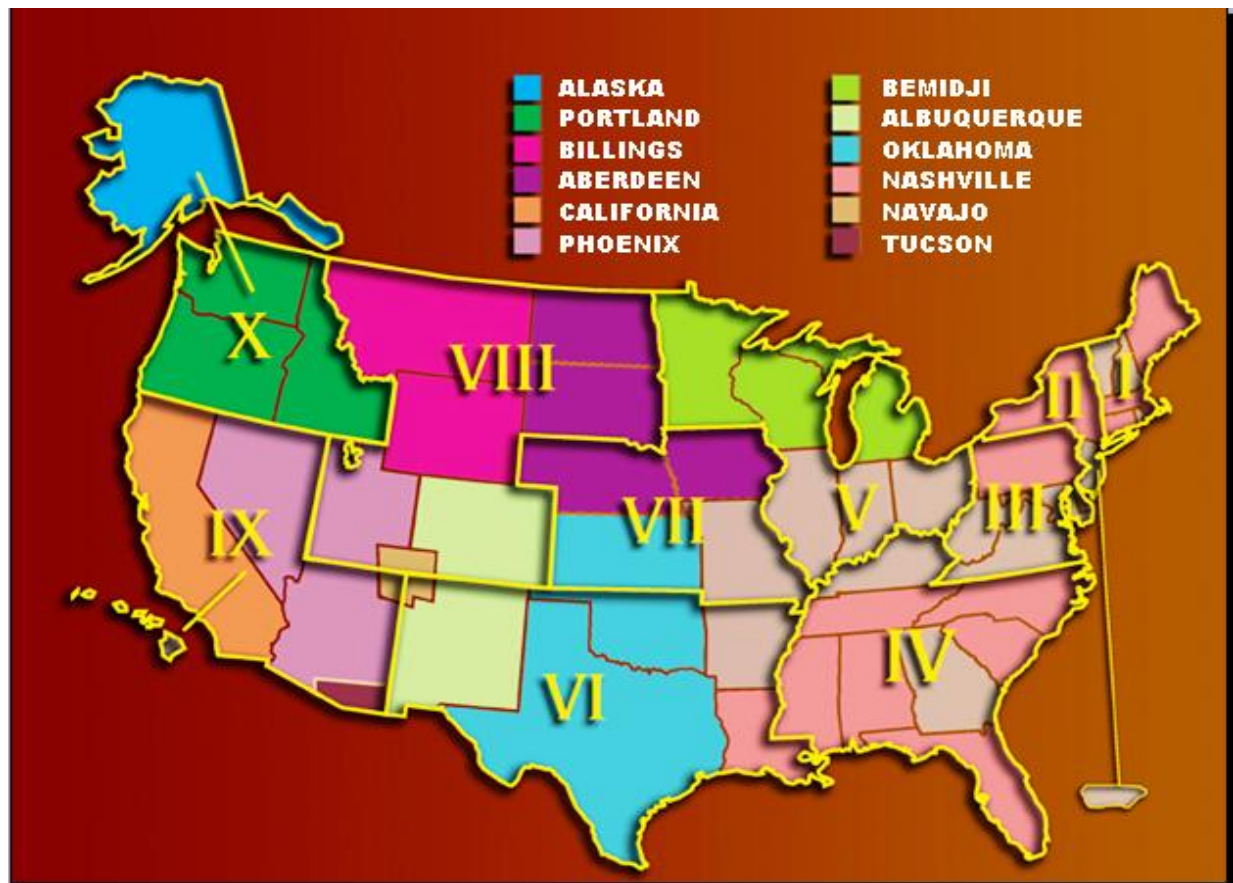 ALASKA
PORTLAND
BILLINGS
ABERDEEN
CALIFORNIA
PHOENIX
BEMIDJI
ALBUQUERQUE
OKLAHOMA
NASHVILLE
NAVAJO
TUCSON
X
VIII
I
II
IX
VII
V
III
IV
VI